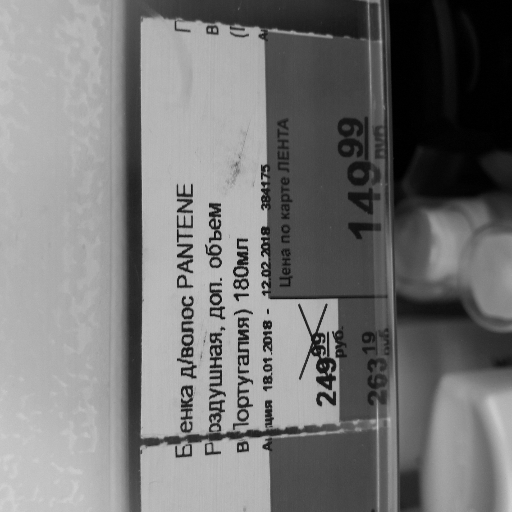 Пенка д/волос PANTENE
Воздушная, доп. объем
(Португалия) 180мл
Акция 18.01.2018 - 12.02.2018 384175
Цена по карте ЛЕНТА
249 99
руб.
149 99
руб.
263 19
руб.